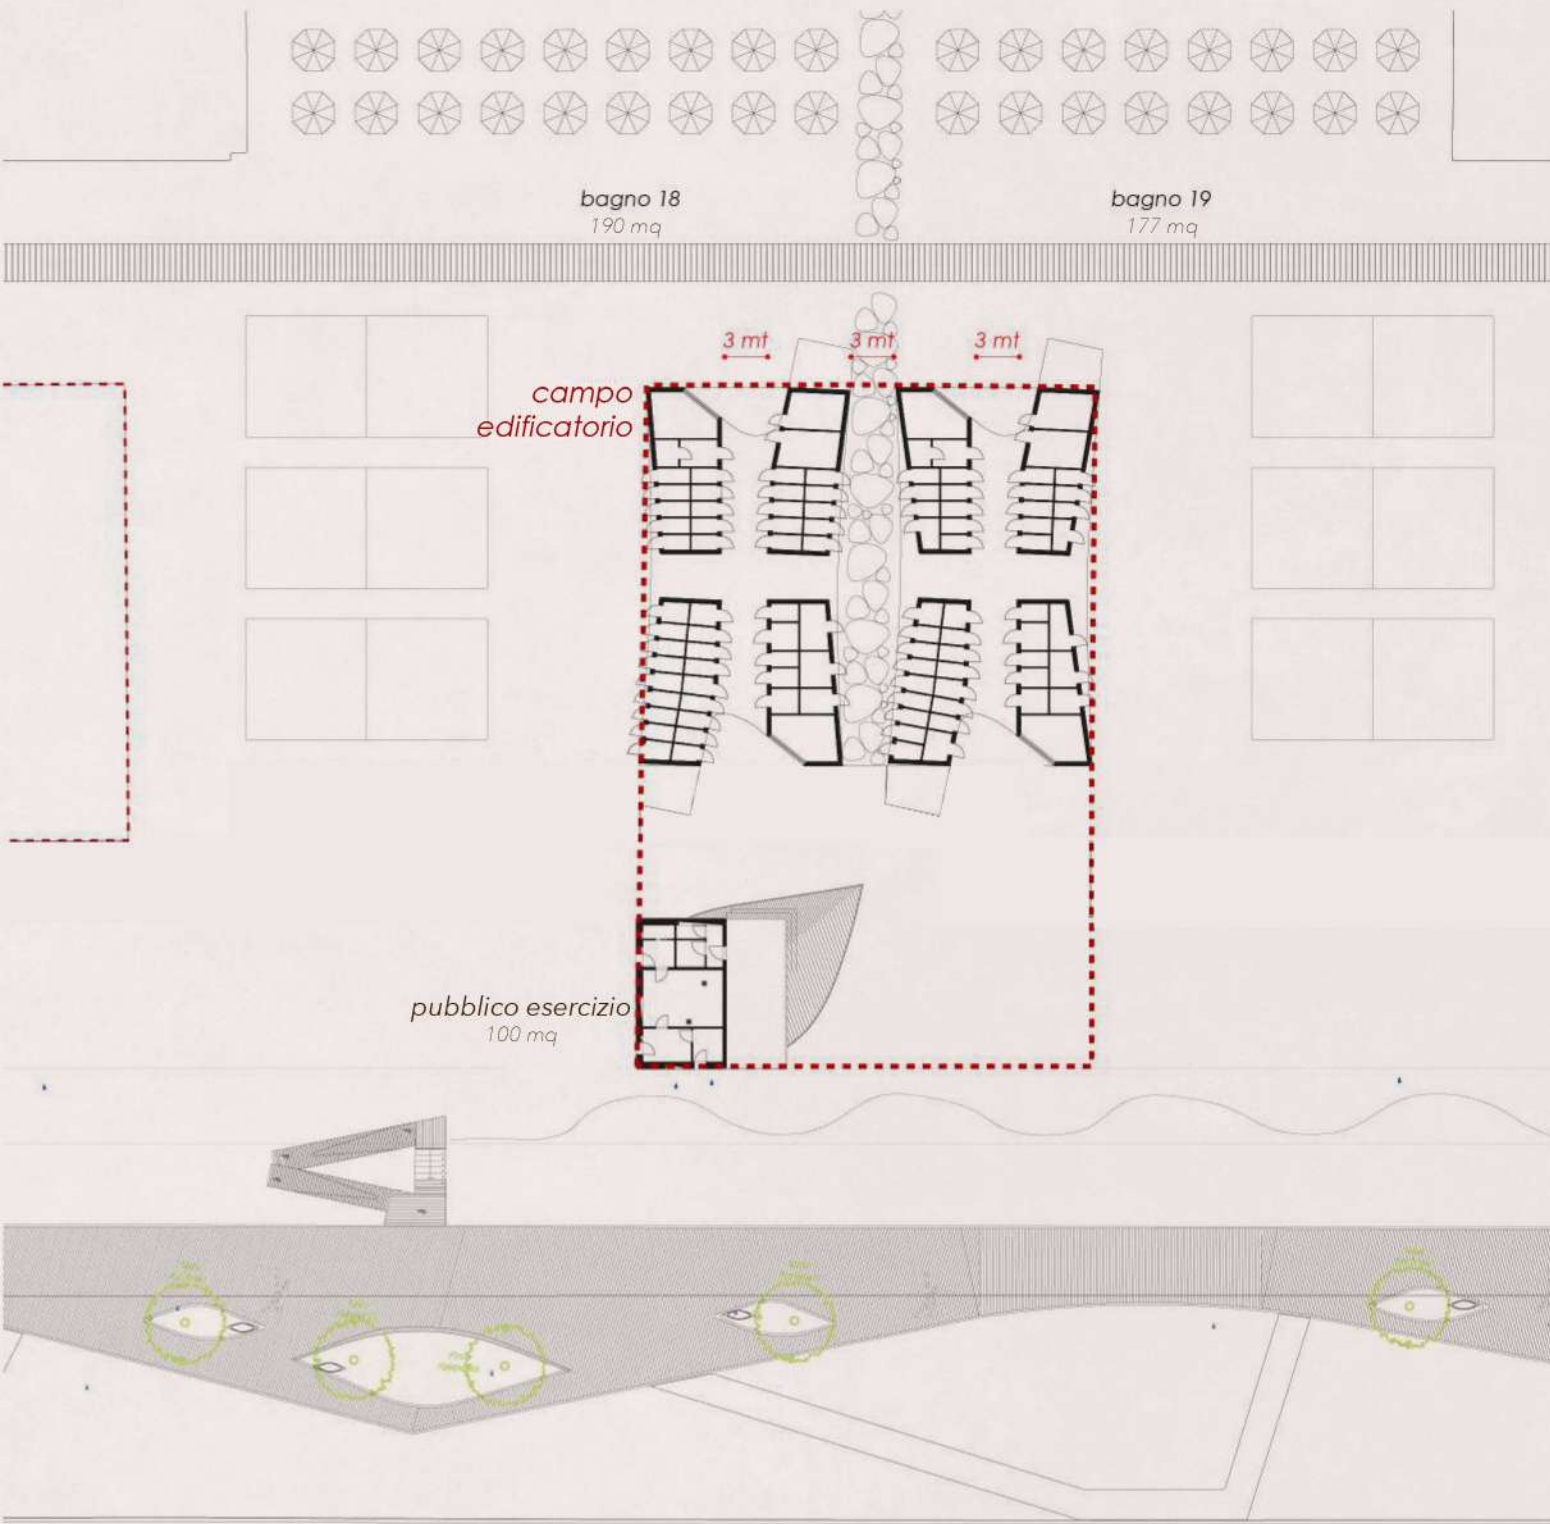 bagno 18
190 mq
bagno 19
177 mq
3 mt
3 mt
3 mt
campo
edificatorio
pubblico esercizio
100 mq